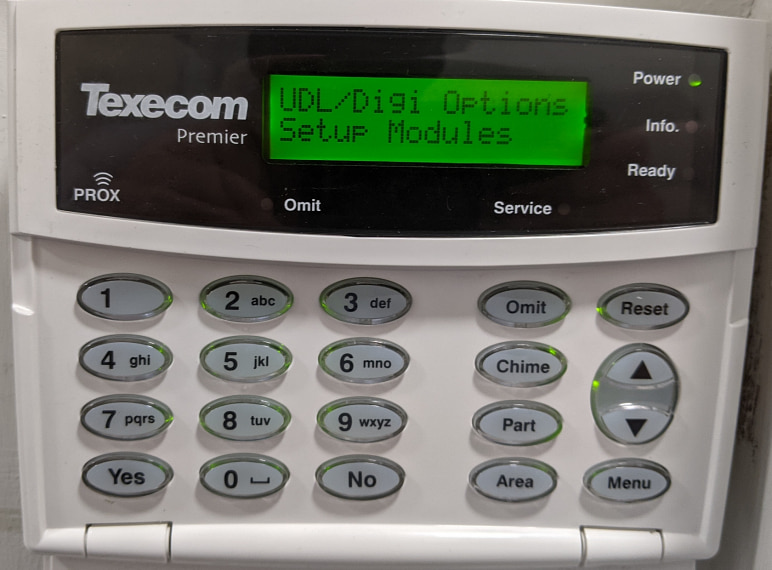 Texecom
Premier
PROX
UDL/Digi Options
Setup Modules
Power
Info.
Ready
Omit
Service
1
2 abc
3 def
Omit
Reset
4 ghi
5 jkl
6 mno
Chime
▲
7 pqrs
8 tuv
9 wxyz
Part
▼
Yes
0 ⎵
No
Area
Menu